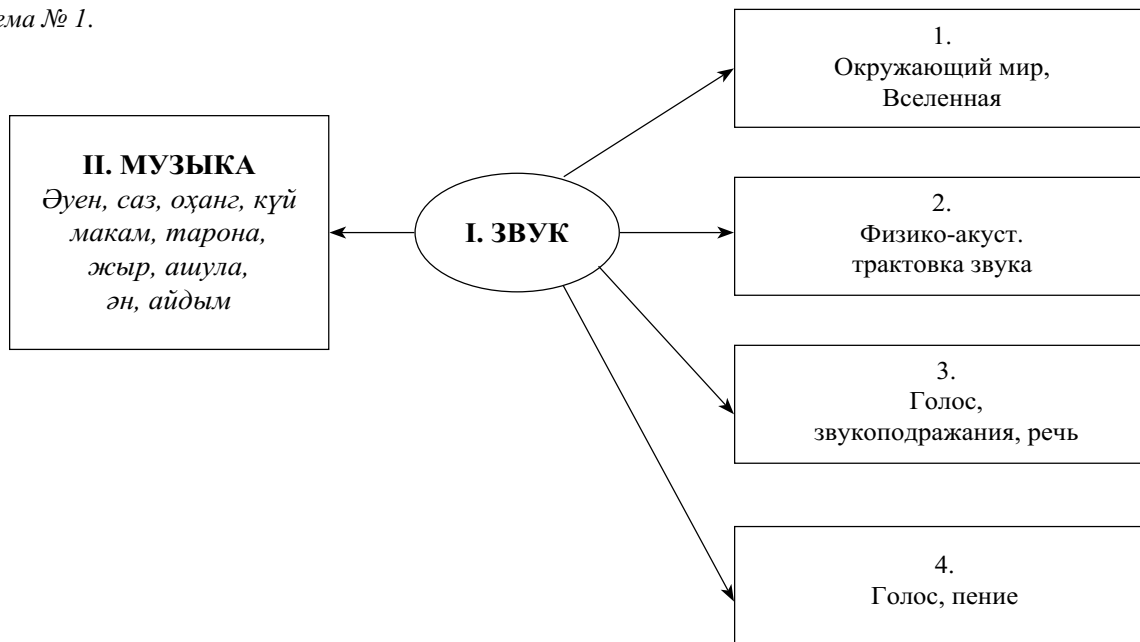 ема № 1.
II. МУЗЫКА
Әуен, саз, оҳанг, күй
макам, тарона,
жыр, ашула,
ән, айдым
I. ЗВУК
1.
Окружающий мир,
Вселенная
2.
Физико-акуст.
трактовка звука
3.
Голос,
звукоподражания, речь
4.
Голос, пение